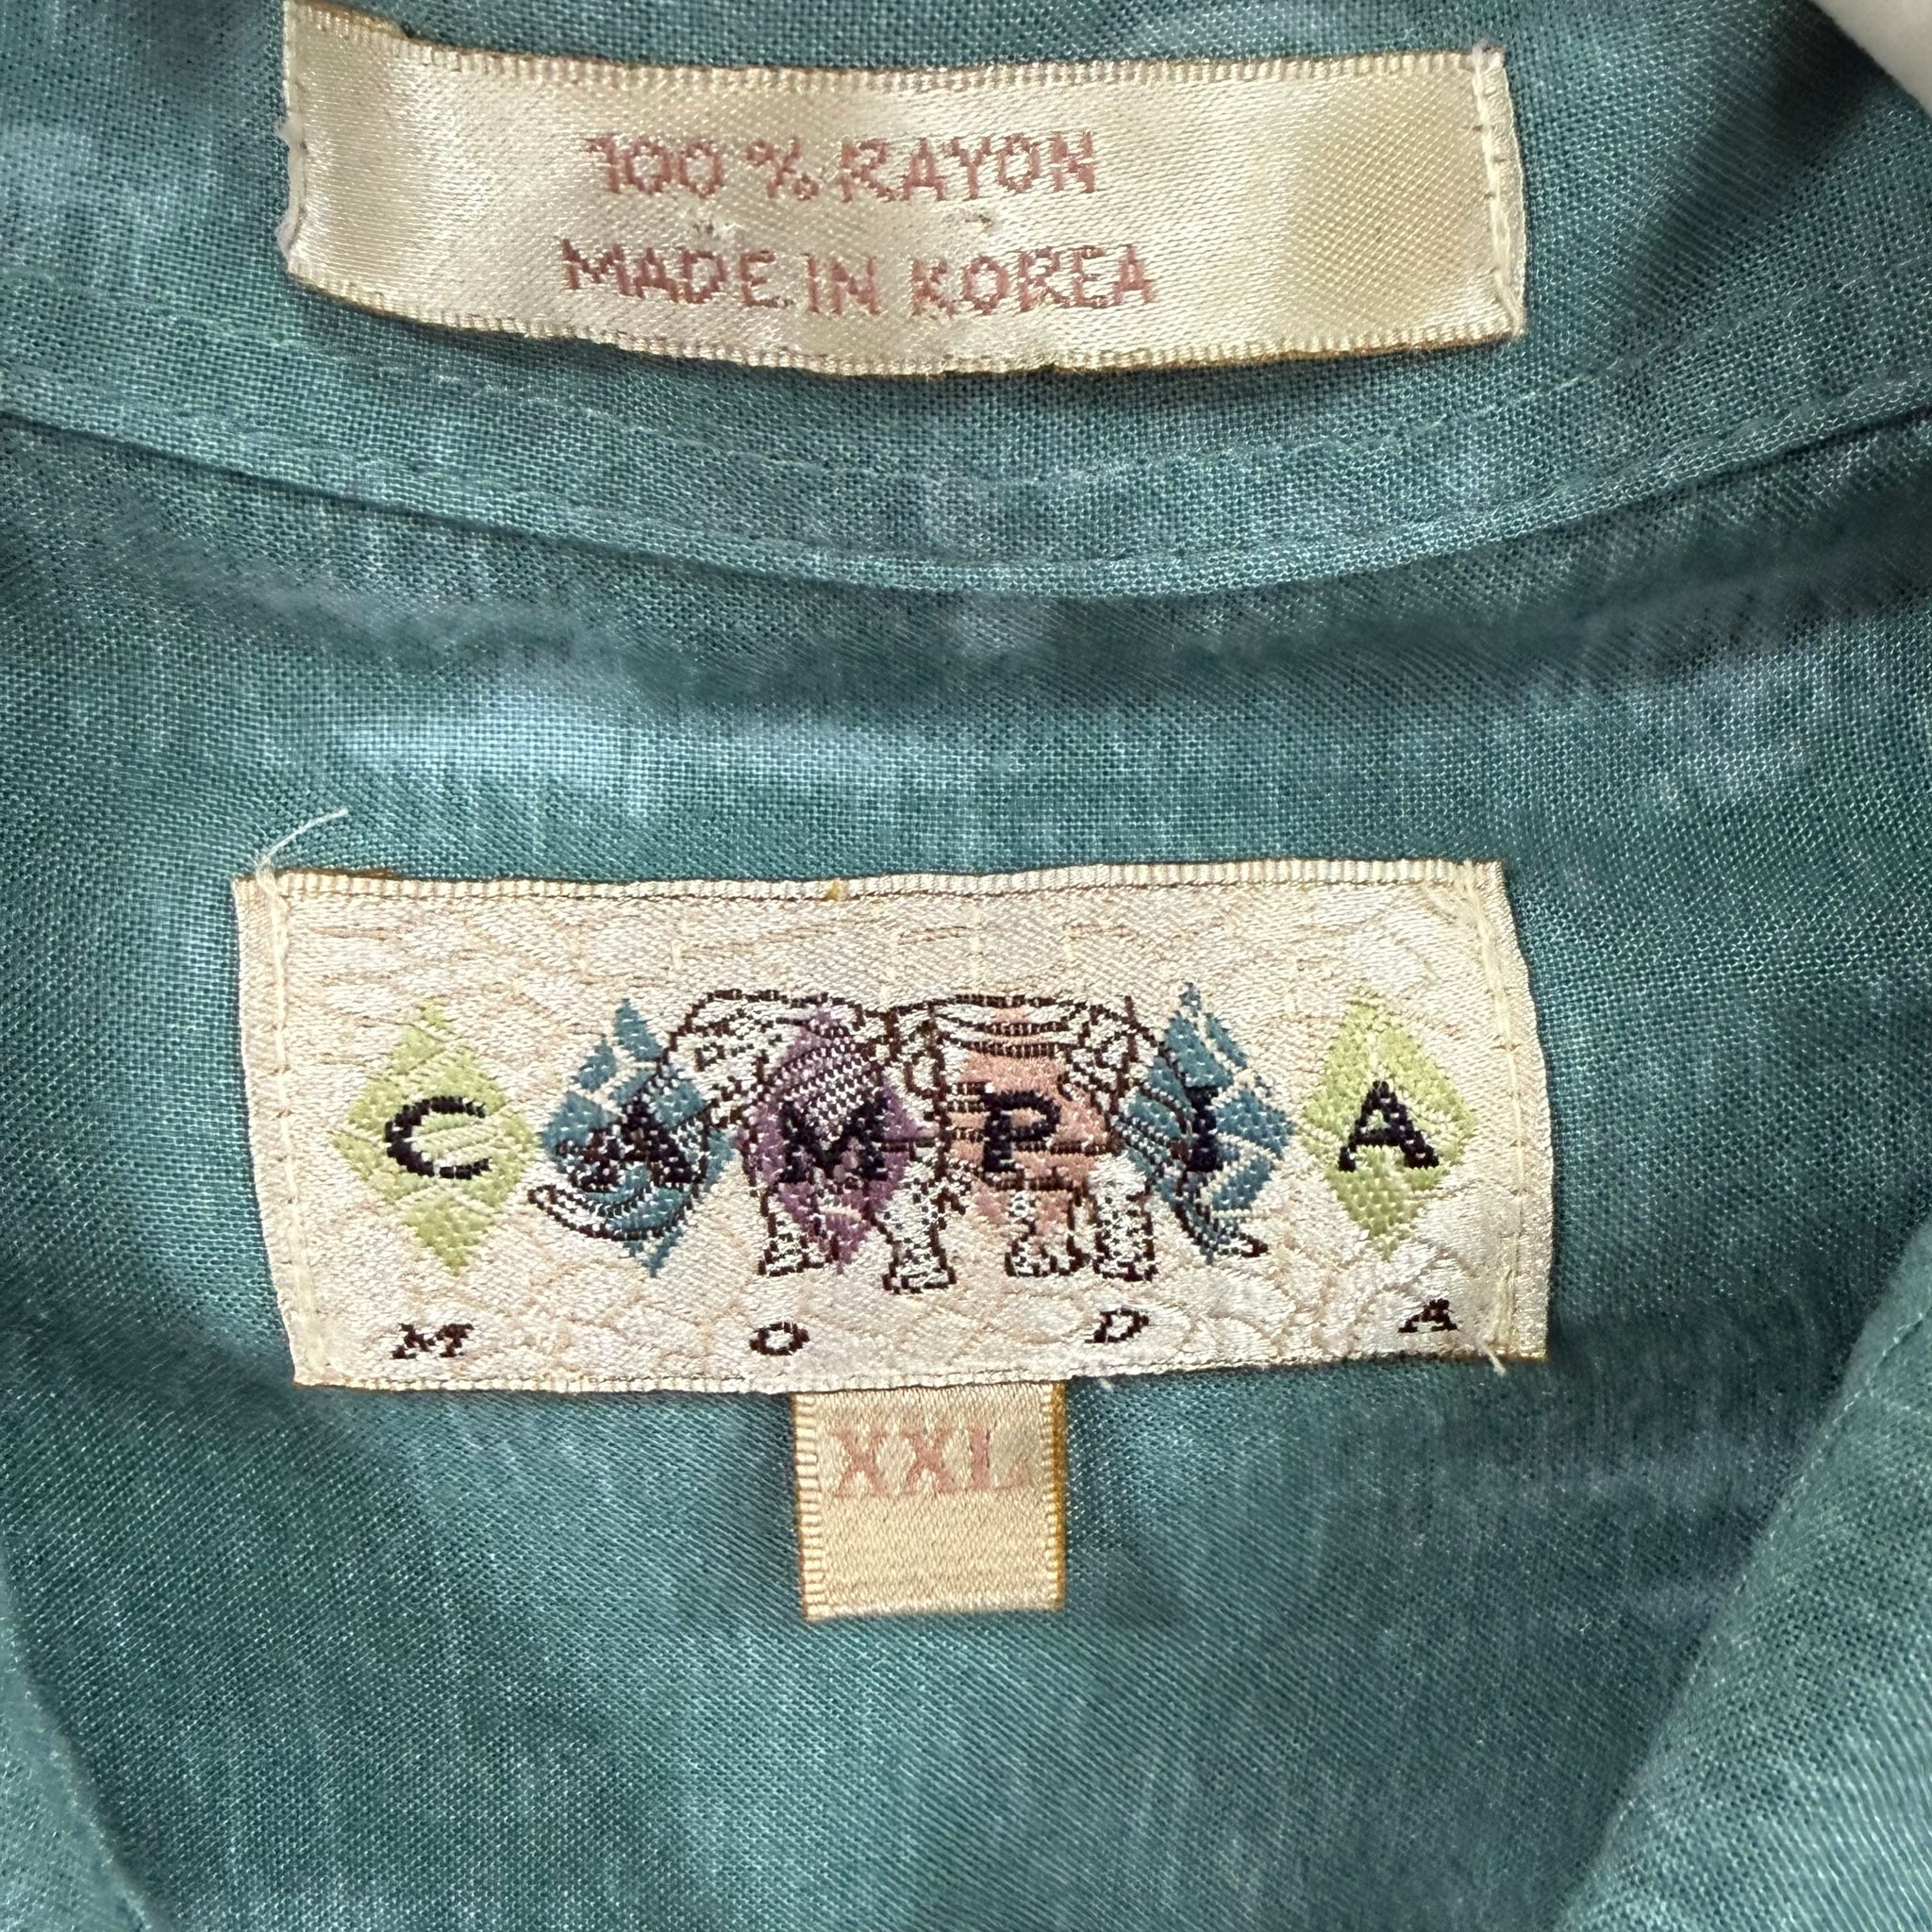 100 % RAYON
MADE IN KOREA
CAMPIA
MODA
XXL